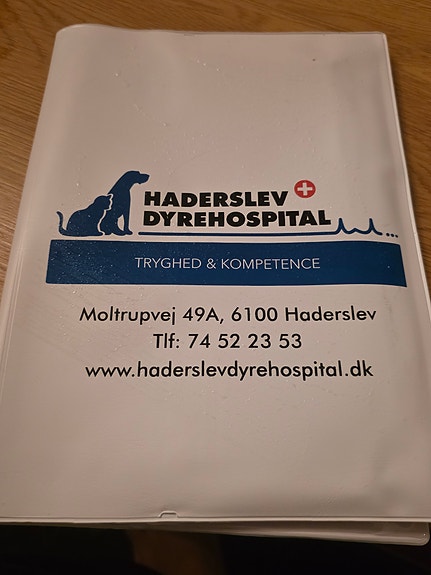 HADERSLEV
DYREHOSPITAL
TRYGHED & KOMPETENCE
Moltrupvej 49A, 6100 Haderslev
Tlf: 74 52 23 53
www.haderslevdyrehospital.dk